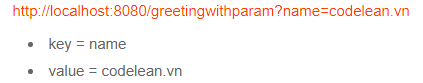 http://localhost:8080/greetingwithparam?name=codelean.vn
• key = name
• value = codelean.vn